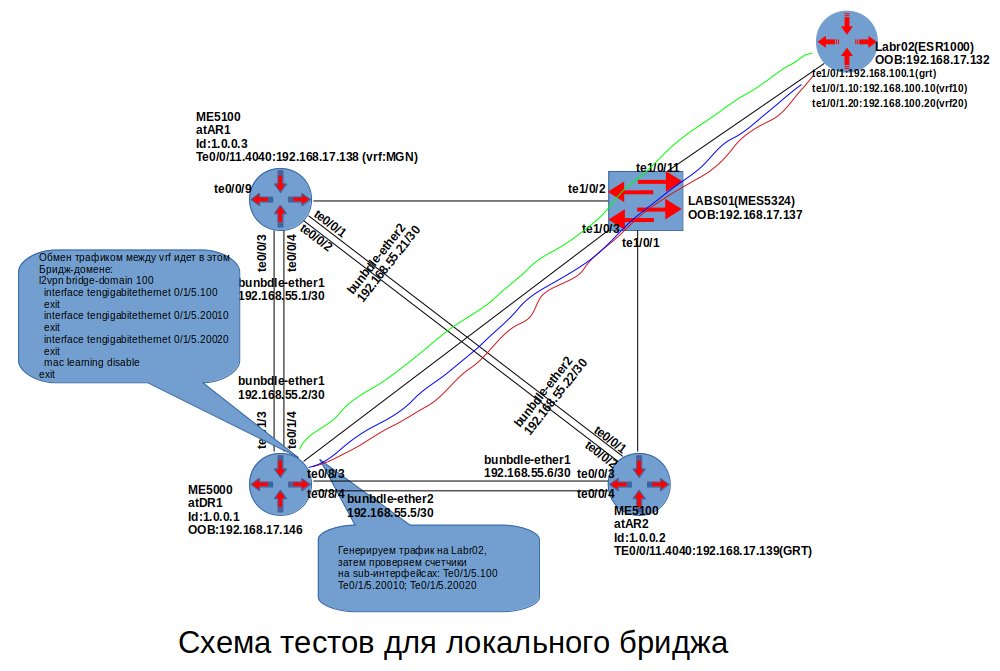 Labr02(ESR1000)
OOB:192.168.17.132
te1/0/1:192.168.100.1(grt)
te1/0/1.10:192.168.100.10(vrf10)
te1/0/1.20:192.168.100.20(vrf20)
ME5100
atAR1
Id:1.0.0.3
Te0/0/11.4040:192.168.17.138 (vrf:MGN)
te0/0/9
te1/0/11
te1/0/2
LABS01(MES5324)
OOB:192.168.17.137
te1/0/3
te1/0/1
te0/0/1
te0/0/2
te0/0/3
te0/0/4
bunbdle-ether2
192.168.55.21/30
Обмен трафиком между vrf идет в этом
Бридж-домене:
l2vpn bridge-domain 100
interface tengigabitethernet 0/1/5.100
exit
interface tengigabitethernet 0/1/5.20010
exit
interface tengigabitethernet 0/1/5.20020
exit
mac learning disable
exit
bunbdle-ether1
192.168.55.1/30
bunbdle-ether1
192.168.55.2/30
bunbdle-ether2
192.168.55.22/30
te0/1/4
te0/0/1
te0/0/2
ME5000
atDR1
Id:1.0.0.1
OOB:192.168.17.146
te0/8/3
te0/8/4
bunbdle-ether1
192.168.55.6/30
bunbdle-ether2
192.168.55.5/30
te0/0/3
te0/0/4
ME5100
atAR2
Id:1.0.0.2
TE0/0/11.4040:192.168.17.139(GRT)
Генерируем трафик на Labr02,
затем проверяем счетчики
на sub-интерфейсах: Te0/1/5.100
Te0/1/5.20010; Te0/1/5.20020
Схема тестов для локального бриджа